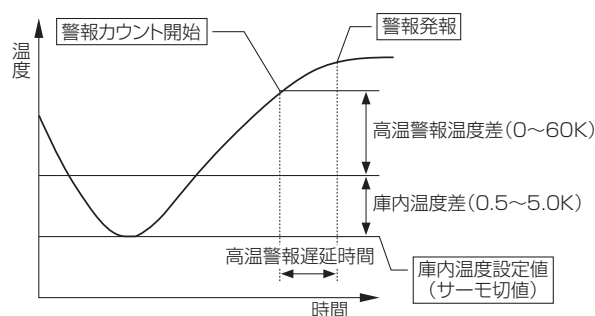 警報カウント開始
警報発報
温度
高温警報温度差(0〜60K)
庫内温度差(0.5〜5.0K)
高温警報遅延時間
庫内温度設定値
(サーモ切値)
時間